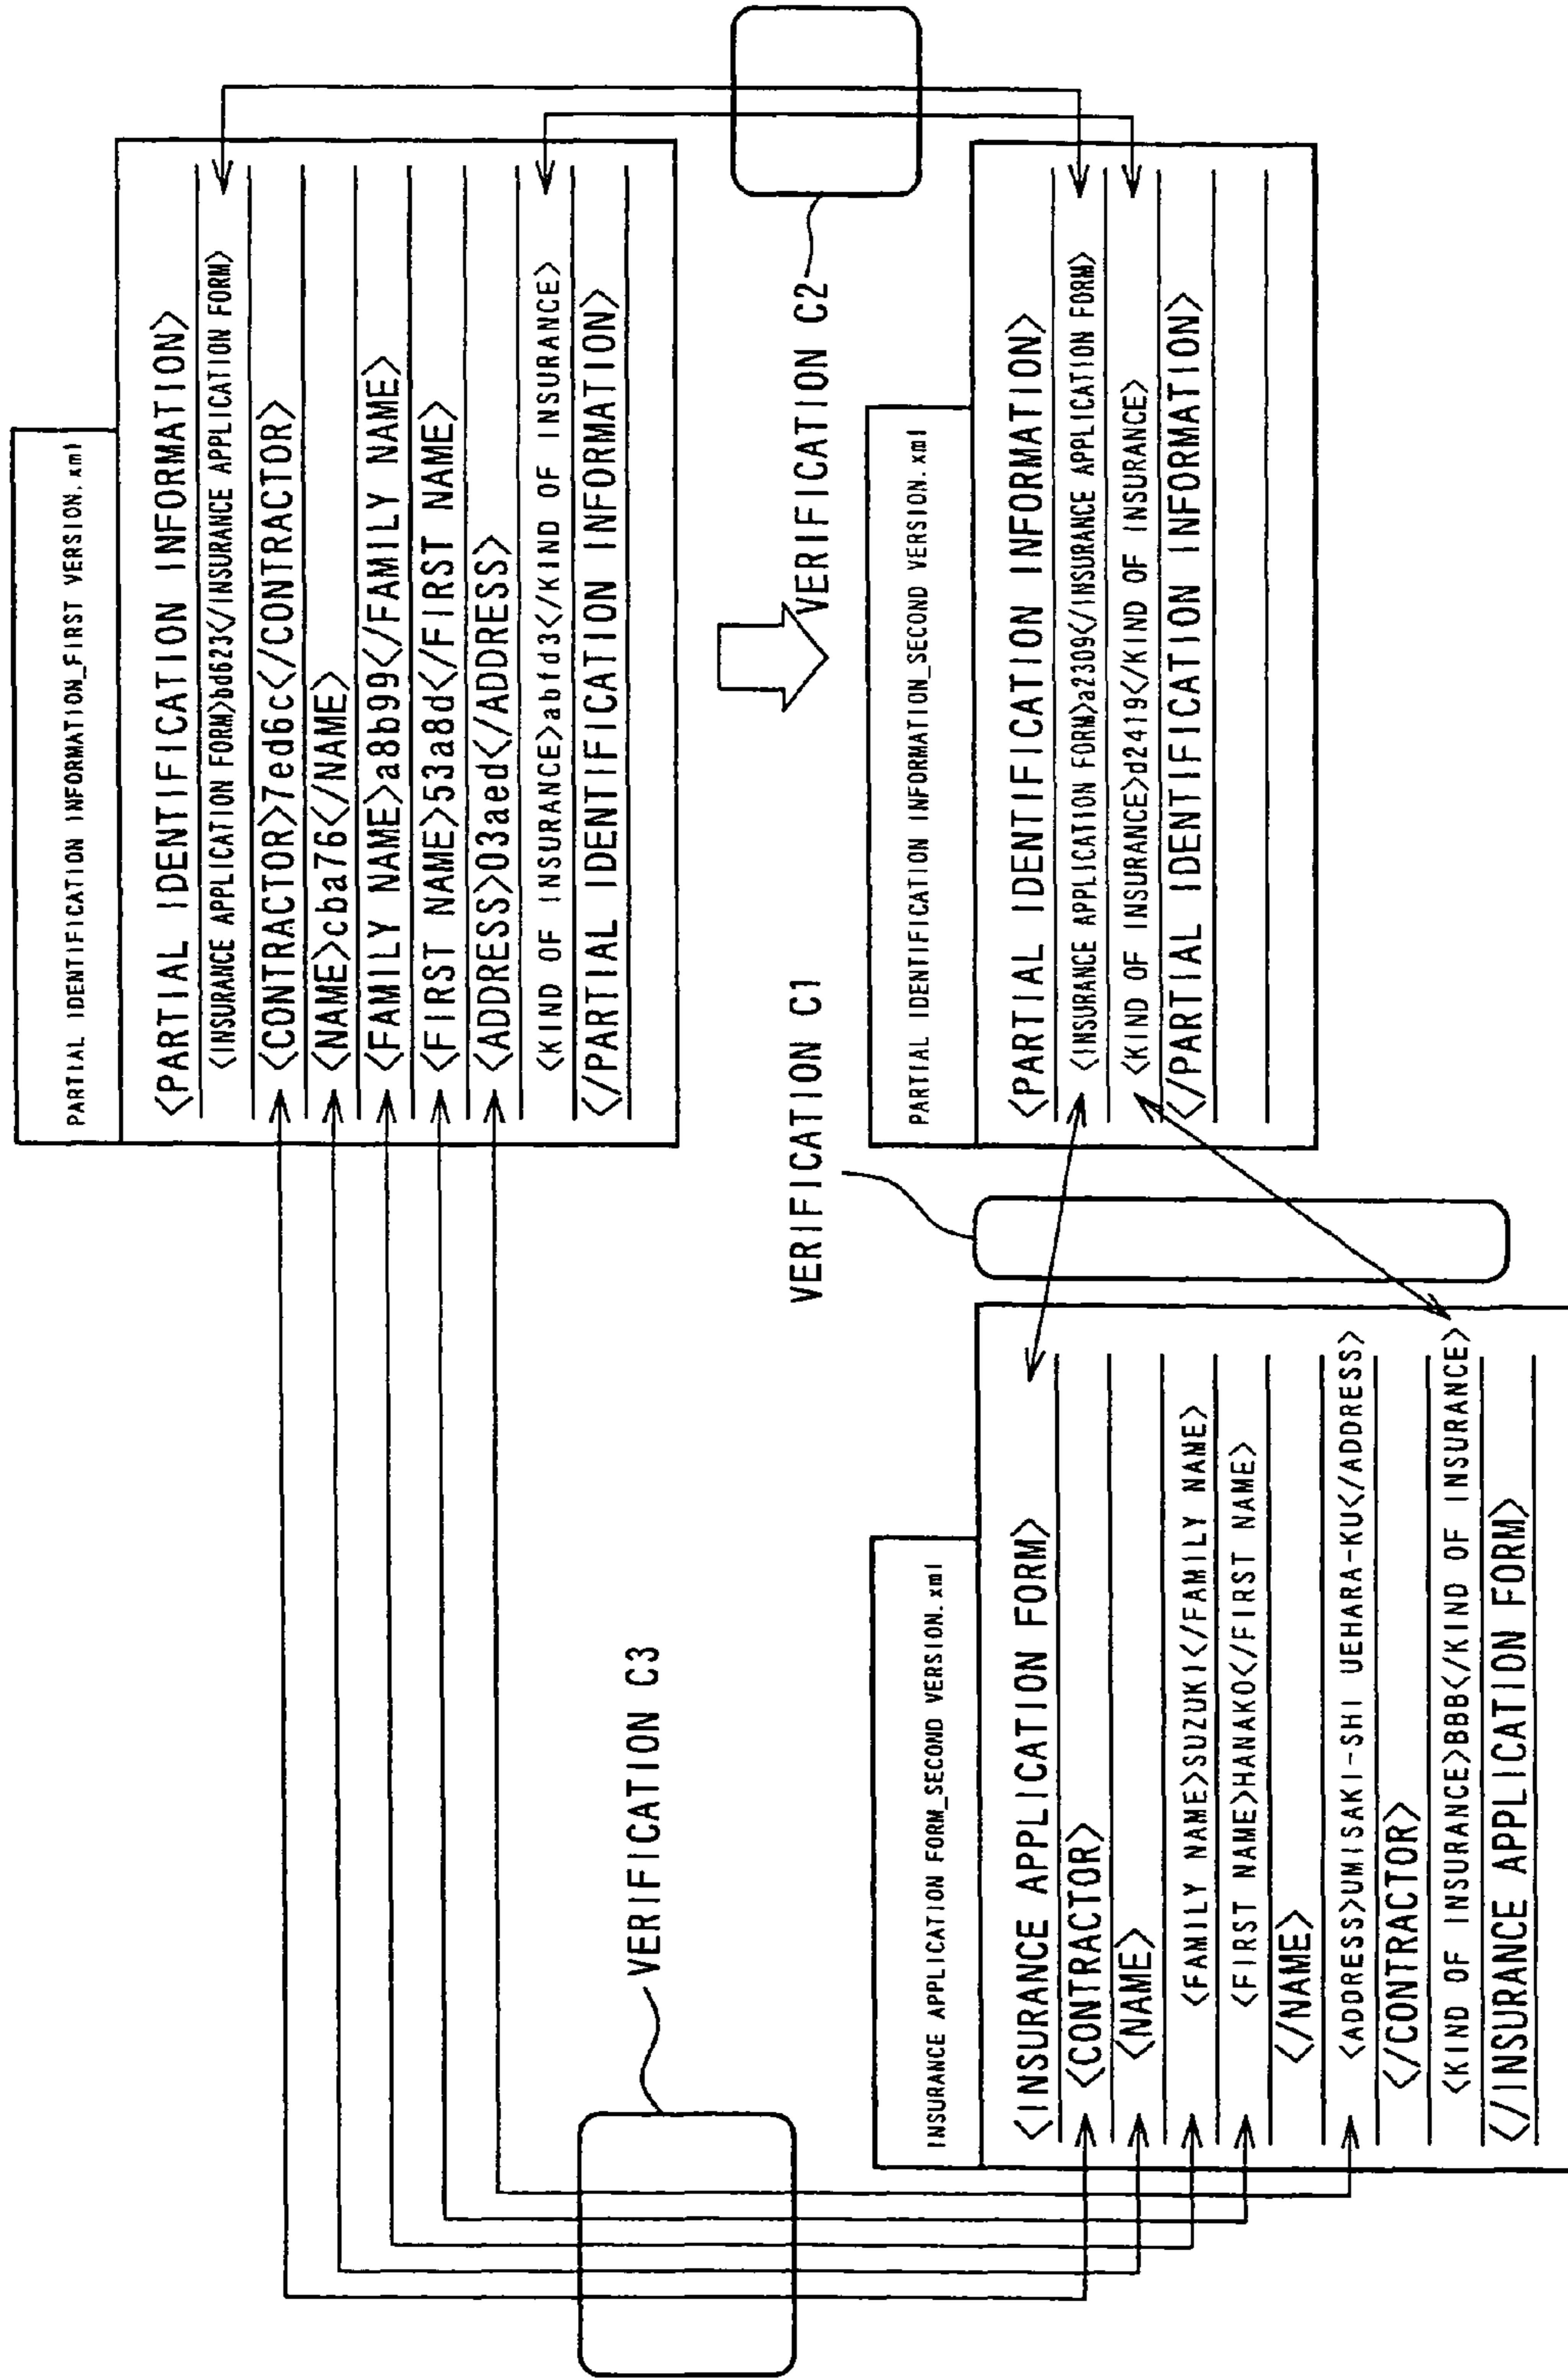 PARTIAL IDENTIFICATION INFORMATION_FIRST VERSION.xml
<PARTIAL IDENTIFICATION INFORMATION>
<INSURANCE APPLICATION FORM>bd623</INSURANCE APPLICATION FORM>
<CONTRACTOR>7ed6c</CONTRACTOR>
<NAME>cba76</NAME>
<FAMILY NAME>a8b99</FAMILY NAME>
<FIRST NAME>53a8d</FIRST NAME>
<ADDRESS>03aed</ADDRESS>
<KIND OF INSURANCE>abfd3</KIND OF INSURANCE>
</PARTIAL IDENTIFICATION INFORMATION>
VERIFICATION C3
VERIFICATION C1
VERIFICATION C2
INSURANCE APPLICATION FORM_SECOND VERSION.xml
<INSURANCE APPLICATION FORM>
<CONTRACTOR>
<NAME>
<FAMILY NAME>SUZUKI</FAMILY NAME>
<FIRST NAME>HANAKO</FIRST NAME>
</NAME>
<ADDRESS>UMISAKI-SHI UEHARA-KU</ADDRESS>
</CONTRACTOR>
<KIND OF INSURANCE>BBB</KIND OF INSURANCE>
</INSURANCE APPLICATION FORM>
PARTIAL IDENTIFICATION INFORMATION_SECOND VERSION.xml
<PARTIAL IDENTIFICATION INFORMATION>
<INSURANCE APPLICATION FORM>a2309</INSURANCE APPLICATION FORM>
<KIND OF INSURANCE>d2419</KIND OF INSURANCE>
</PARTIAL IDENTIFICATION INFORMATION>